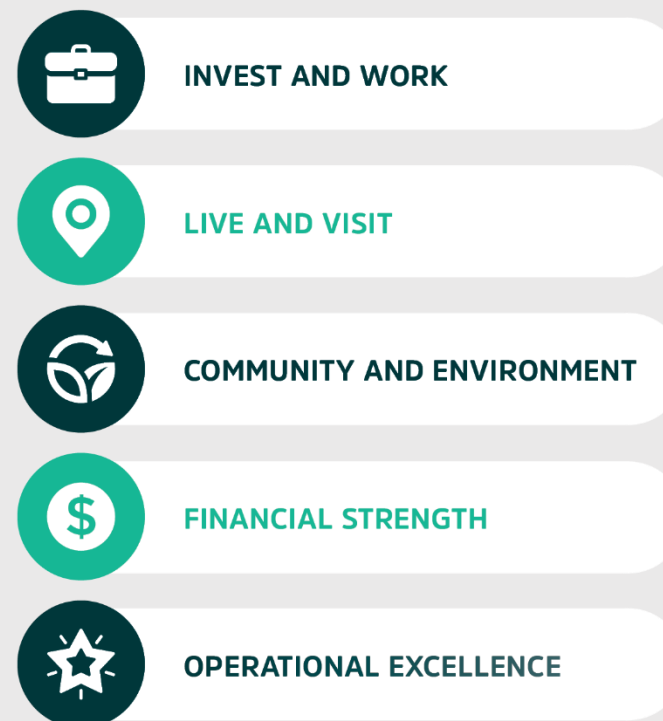 INVEST AND WORK
LIVE AND VISIT
COMMUNITY AND ENVIRONMENT
$
FINANCIAL STRENGTH
OPERATIONAL EXCELLENCE